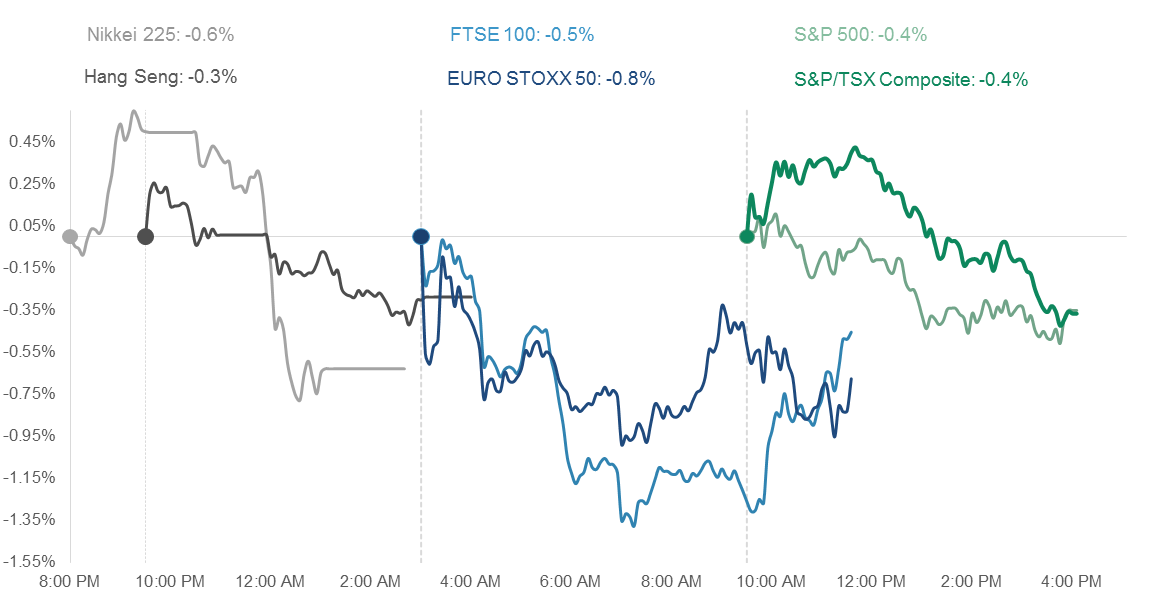 Nikkei 225: -0.6%
FTSE 100: -0.5%
S&P 500: -0.4%
Hang Seng: -0.3%
EURO STOXX 50: -0.8%
S&P/TSX Composite: -0.4%
0.45%
0.25%
0.05%
-0.15%
-0.35%
-0.55%
-0.75%
-0.95%
-1.15%
-1.35%
-1.55%
8:00 PM 10:00 PM 12:00 AM 2:00 AM 4:00 AM 6:00 AM 8:00 AM 10:00 AM 12:00 PM 2:00 PM 4:00 PM